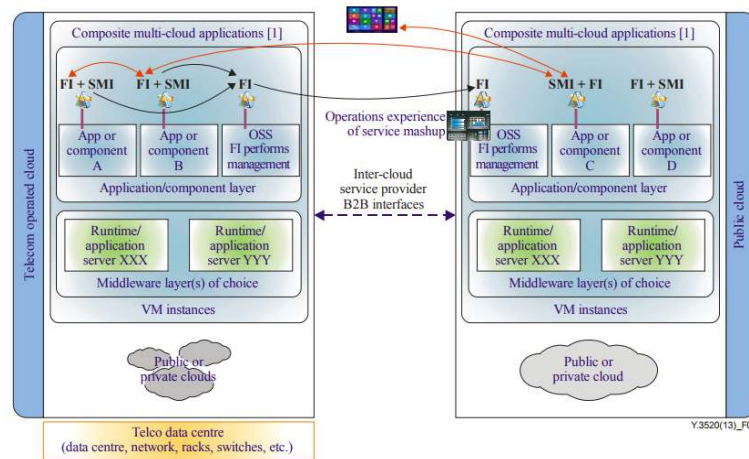 Composite multi-cloud applications [1]
FI + SMI
FI + SMI
FI
App or
component
A
App or
component
B
OSS
FI performs
management
Application/component layer
Runtime/
application
server XXX
Runtime/
application
server YYY
Middleware layer(s) of choice
VM instances
Public or
private clouds
Telecom operated cloud
Telco data centre
(data centre, network, racks, switches, etc.)
Operations experience
of service mashup
Inter-cloud
service provider
B2B interfaces
Composite multi-cloud applications [1]
FI
SMI + FI
FI + SMI
OSS
FI performs
management
App or
component
C
App or
component
D
Application/component layer
Runtime/
application
server XXX
Runtime/
application
server YYY
Middleware layer(s) of choice
VM instances
Public or
private cloud
Public cloud
Y.3520(13)_F0